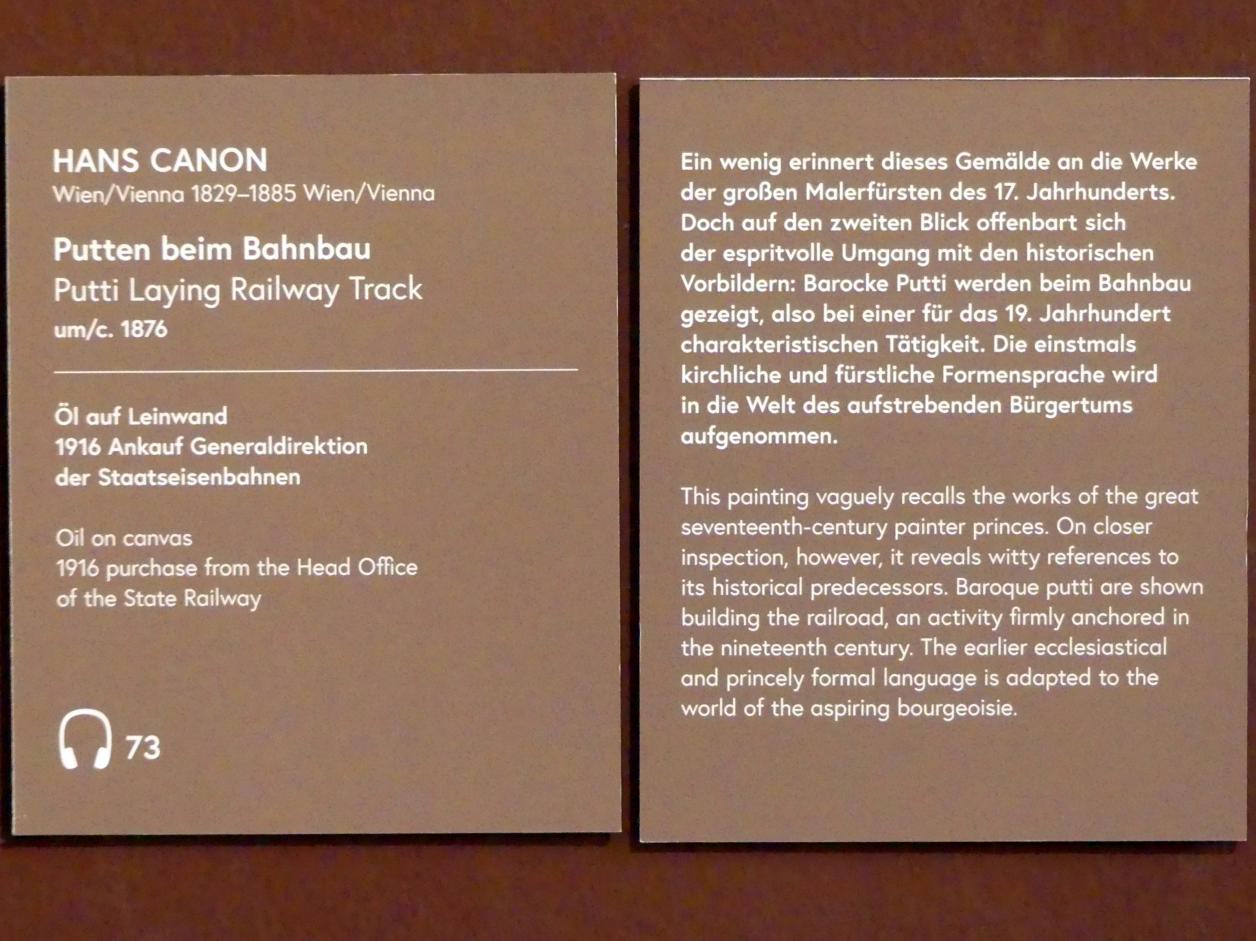 HANS CANON
Wien/Vienna 1829–1885 Wien/Vienna
Putten beim Bahnbau
Putti Laying Railway Track
um/c. 1876
Öl auf Leinwand
1916 Ankauf Generaldirektion
der Staatseisenbahnen
Oil on canvas
1916 purchase from the Head Office
of the State Railway
73
Ein wenig erinnert dieses Gemälde an die Werke
der großen Malerfürsten des 17. Jahrhunderts.
Doch auf den zweiten Blick offenbart sich
der espritvolle Umgang mit den historischen
Vorbildern: Barocke Putti werden beim Bahnbau
gezeigt, also bei einer für das 19. Jahrhundert
charakteristischen Tätigkeit. Die einstmals
kirchliche und fürstliche Formensprache wird
in die Welt des aufstrebenden Bürgertums
aufgenommen.
This painting vaguely recalls the works of the great
seventeenth-century painter princes. On closer
inspection, however, it reveals witty references to
its historical predecessors. Baroque putti are shown
building the railroad, an activity firmly anchored in
the nineteenth century. The earlier ecclesiastical
and princely formal language is adapted to the
world of the aspiring bourgeoisie.